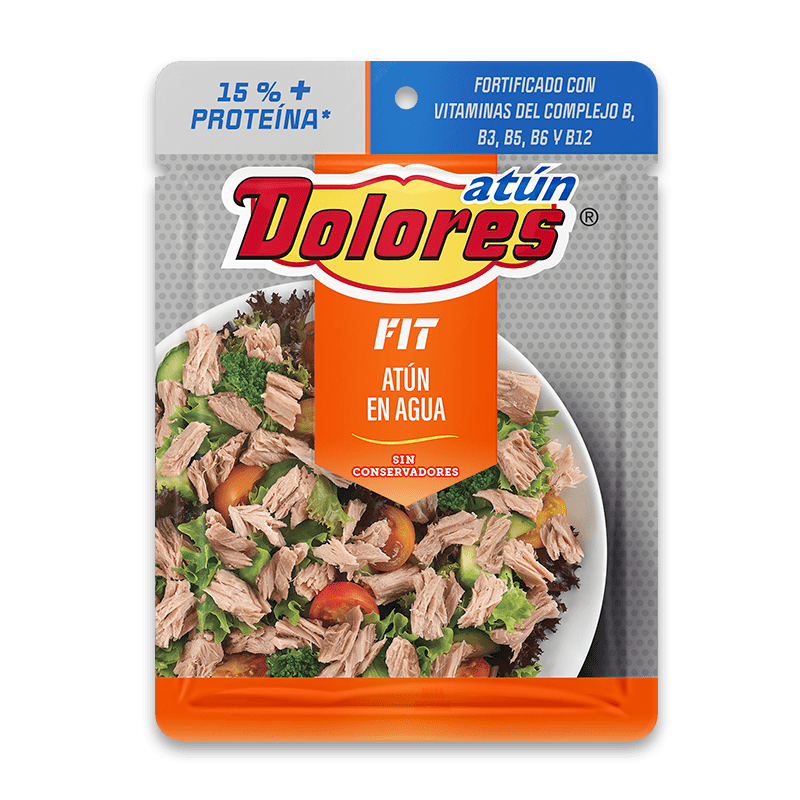 15 % +
PROTEÍNA*
FORTIFICADO CON
VITAMINAS DEL COMPLEJO B,
B3, B5, B6 Y B12
atún
Dolores ®
FIT
ATÚN
EN AGUA
SIN
CONSERVADORES